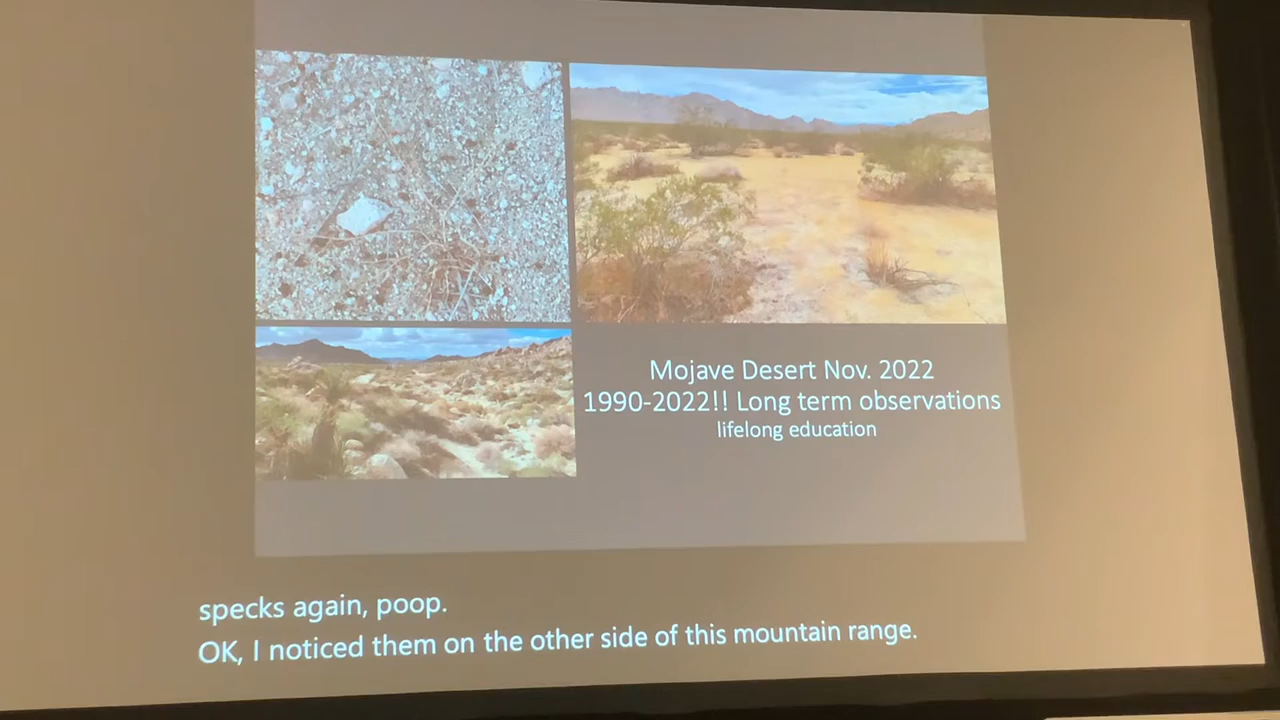 Mojave Desert Nov. 2022
1990-2022!! Long term observations
lifelong education
specks again, poop.
OK, I noticed them on the other side of this mountain range.